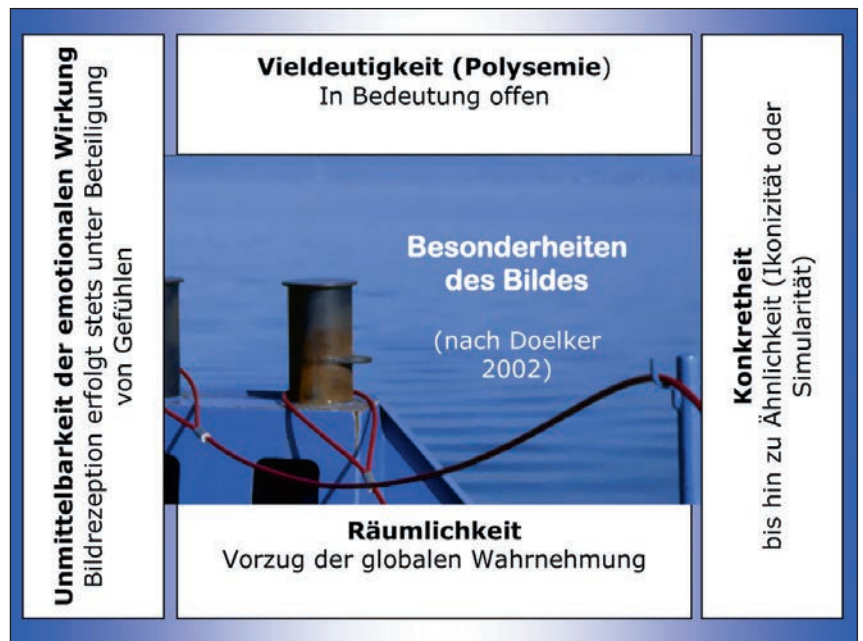 Vieldeutigkeit (Polysemie)
In Bedeutung offen
Unmittelbarkeit der emotionalen Wirkung
Bildrezeption erfolgt stets unter Beteiligung
von Gefühlen
Besonderheiten
des Bildes
(nach Doelker
2002)
Konkretheit
bis hin zu Ähnlichkeit (Ikonizität oder
Simularität)
Räumlichkeit
Vorzug der globalen Wahrnehmung